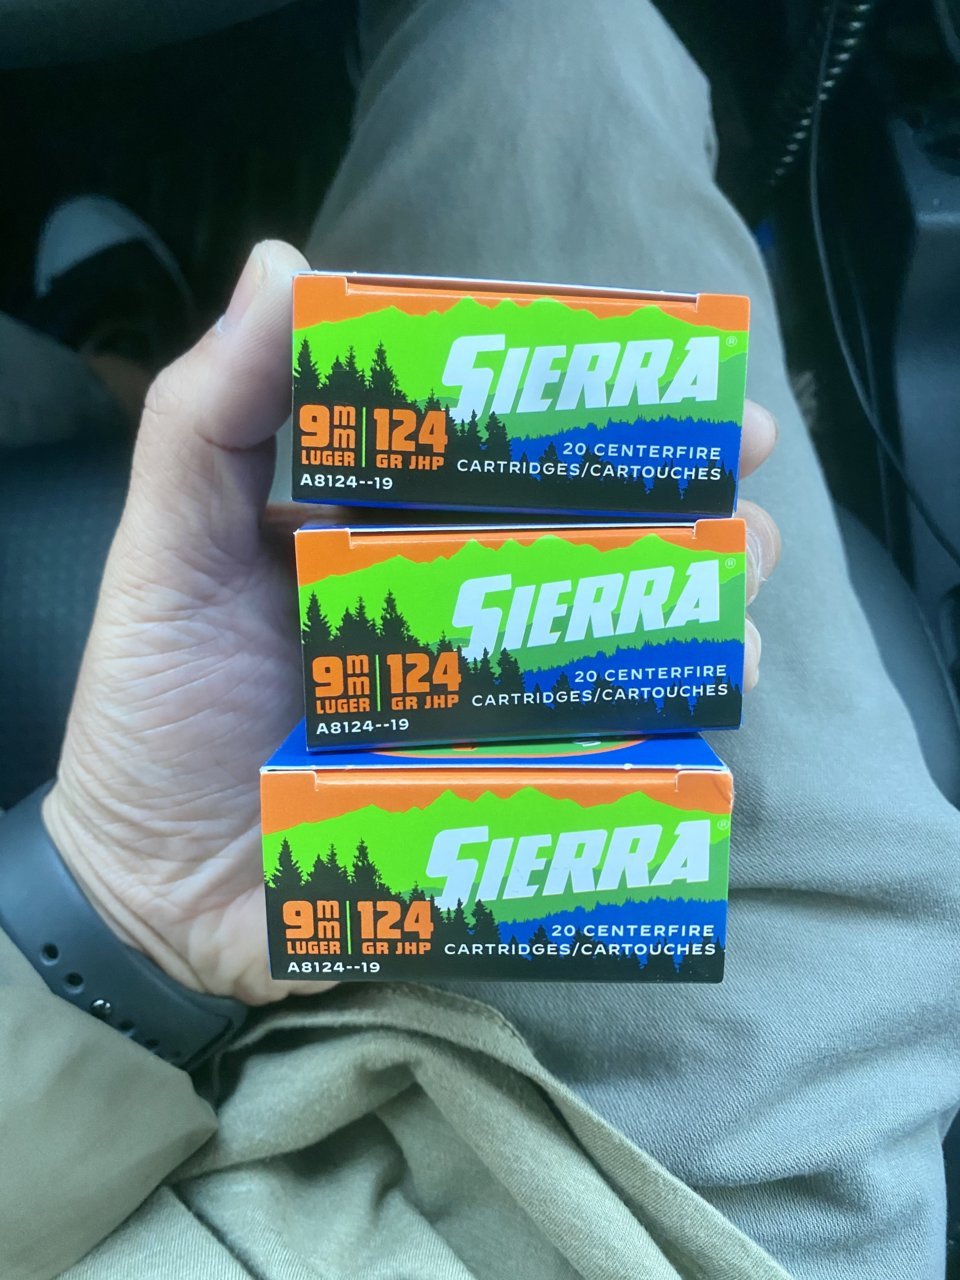 SIERRA®
9mm LUGER | 124 GR JHP
20 CENTERFIRE
CARTRIDGES/CARTOUCHES
A8124--19
SIERRA®
9mm LUGER | 124 GR JHP
20 CENTERFIRE
CARTRIDGES/CARTOUCHES
A8124--19
SIERRA®
9mm LUGER | 124 GR JHP
20 CENTERFIRE
CARTRIDGES/CARTOUCHES
A8124--19